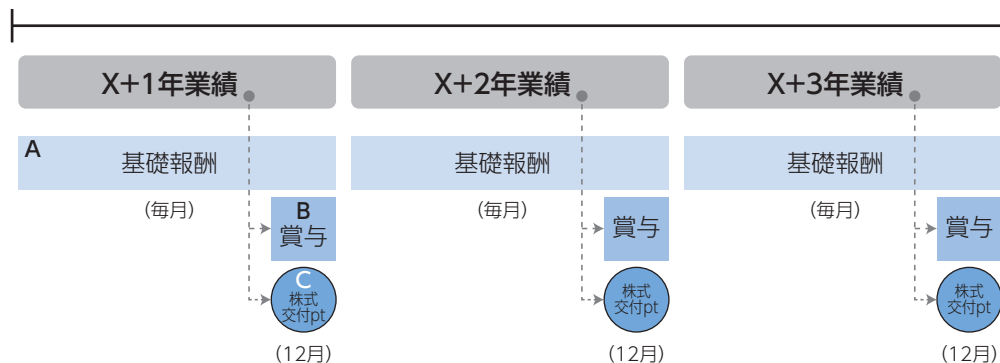 X+1年業績
X+2年業績
X+3年業績
A
基礎報酬
基礎報酬
基礎報酬
(毎月)
(毎月)
(毎月)
B
賞与
賞与
賞与
C
株式
交付pt
株式
交付pt
株式
交付pt
(12月)
(12月)
(12月)